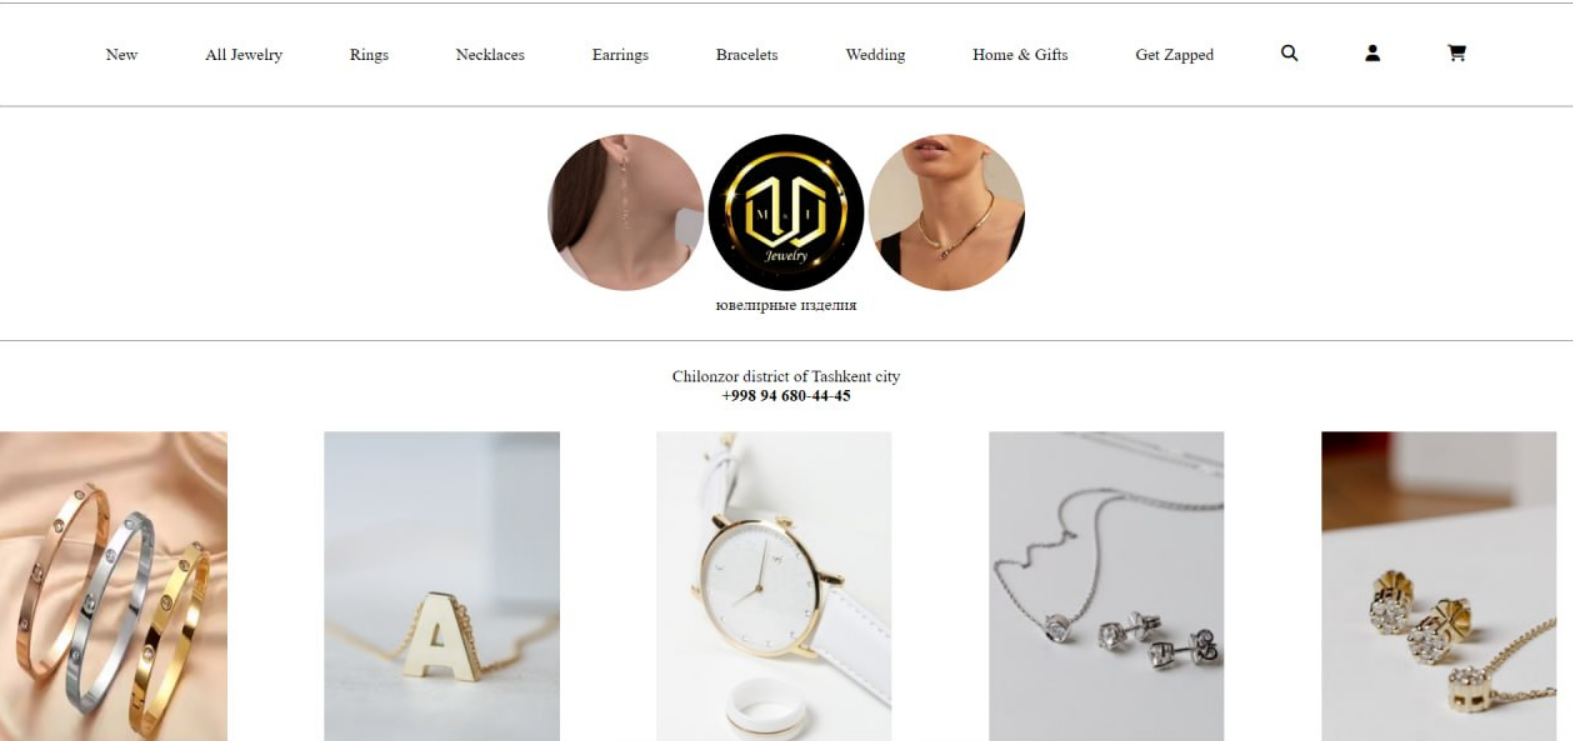 New All Jewelry Rings Necklaces Earrings Bracelets Wedding Home & Gifts Get Zapped
M & I
Jewelry
ювелирные изделия
Chilonzor district of Tashkent city
+998 94 680-44-45
A